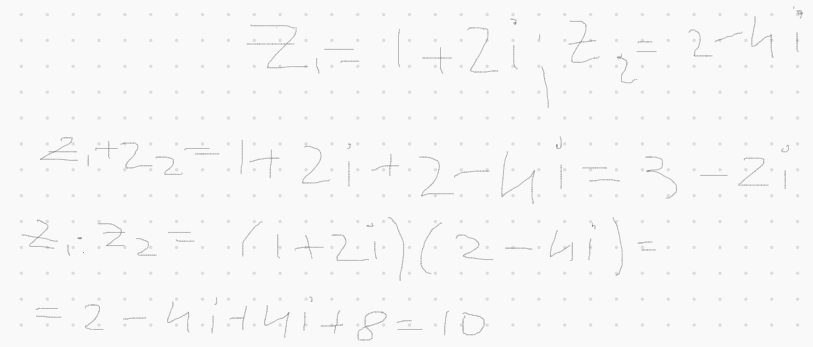 z₁ = 1 + 2i; z₂ = 2 - 4i
z₁ + z₂ = 1 + 2i + 2 - 4i = 3 - 2i
z₁ · z₂ = (1 + 2i)(2 - 4i) =
= 2 - 4i + 4i + 8 = 10